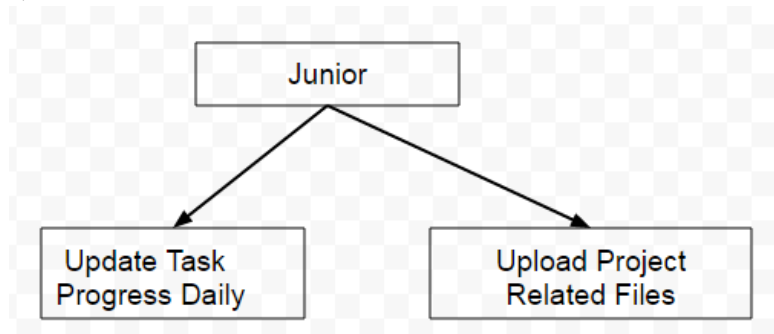 Junior
Update Task
Progress Daily
Upload Project
Related Files